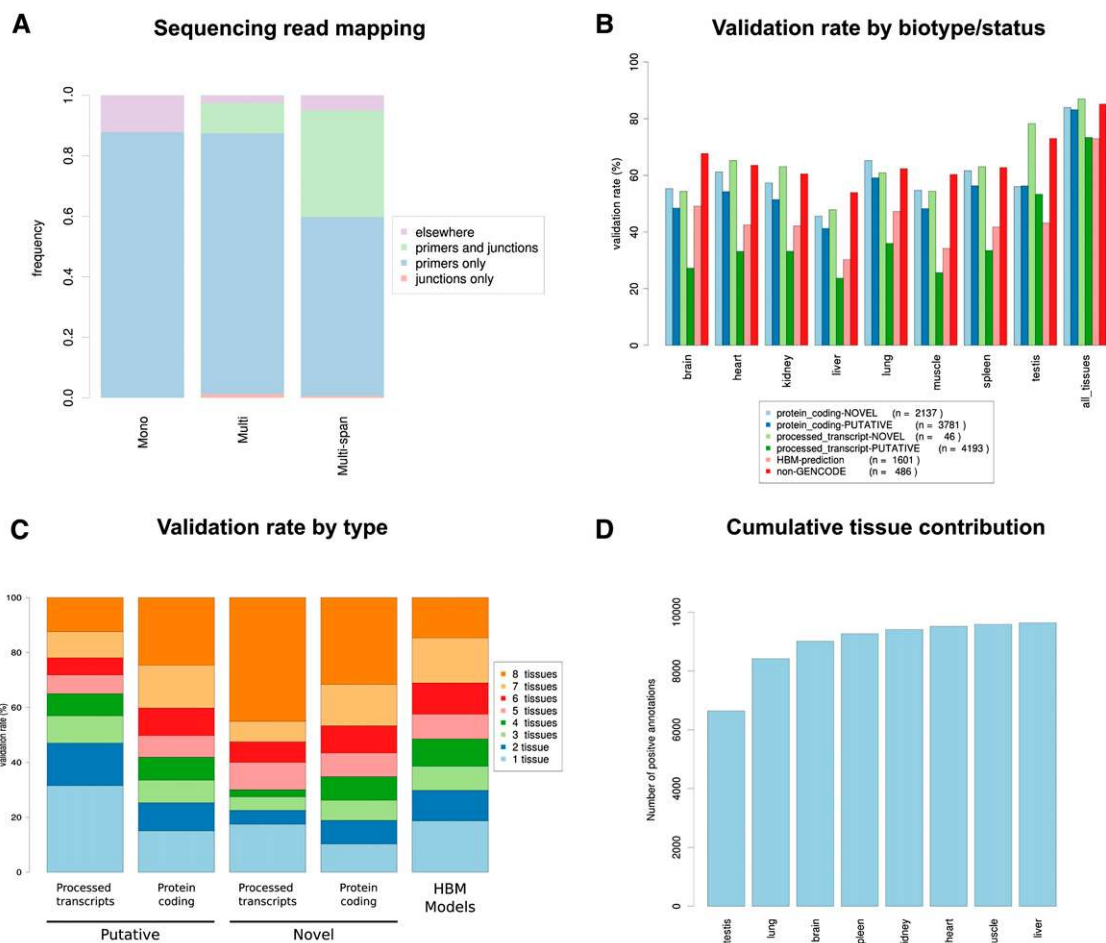 A
Sequencing read mapping
frequency
1.0
0.8
0.6
0.4
0.2
0.0
Mono
Multi
Multi-span
elsewhere
primers and junctions
primers only
junctions only
B
Validation rate by biotype/status
validation rate (%)
100
80
60
40
20
0
brain
heart
kidney
liver
lung
muscle
spleen
testis
all_tissues
protein_coding-NOVEL (n = 2137)
protein_coding-PUTATIVE (n = 3781)
processed_transcript-NOVEL (n = 46)
processed_transcript-PUTATIVE (n = 4193)
HBM-prediction (n = 1601)
non-GENCODE (n = 486)
C
Validation rate by type
validation rate (%)
100
80
60
40
20
0
8 tissues
7 tissues
6 tissues
5 tissues
4 tissues
3 tissues
2 tissue
1 tissue
Processed
transcripts
Protein
coding
Processed
transcripts
Protein
coding
HBM
Models
Putative
Novel
D
Cumulative tissue contribution
Number of positve annotations
10000
8000
6000
4000
2000
0
testis
lung
brain
heart
liver